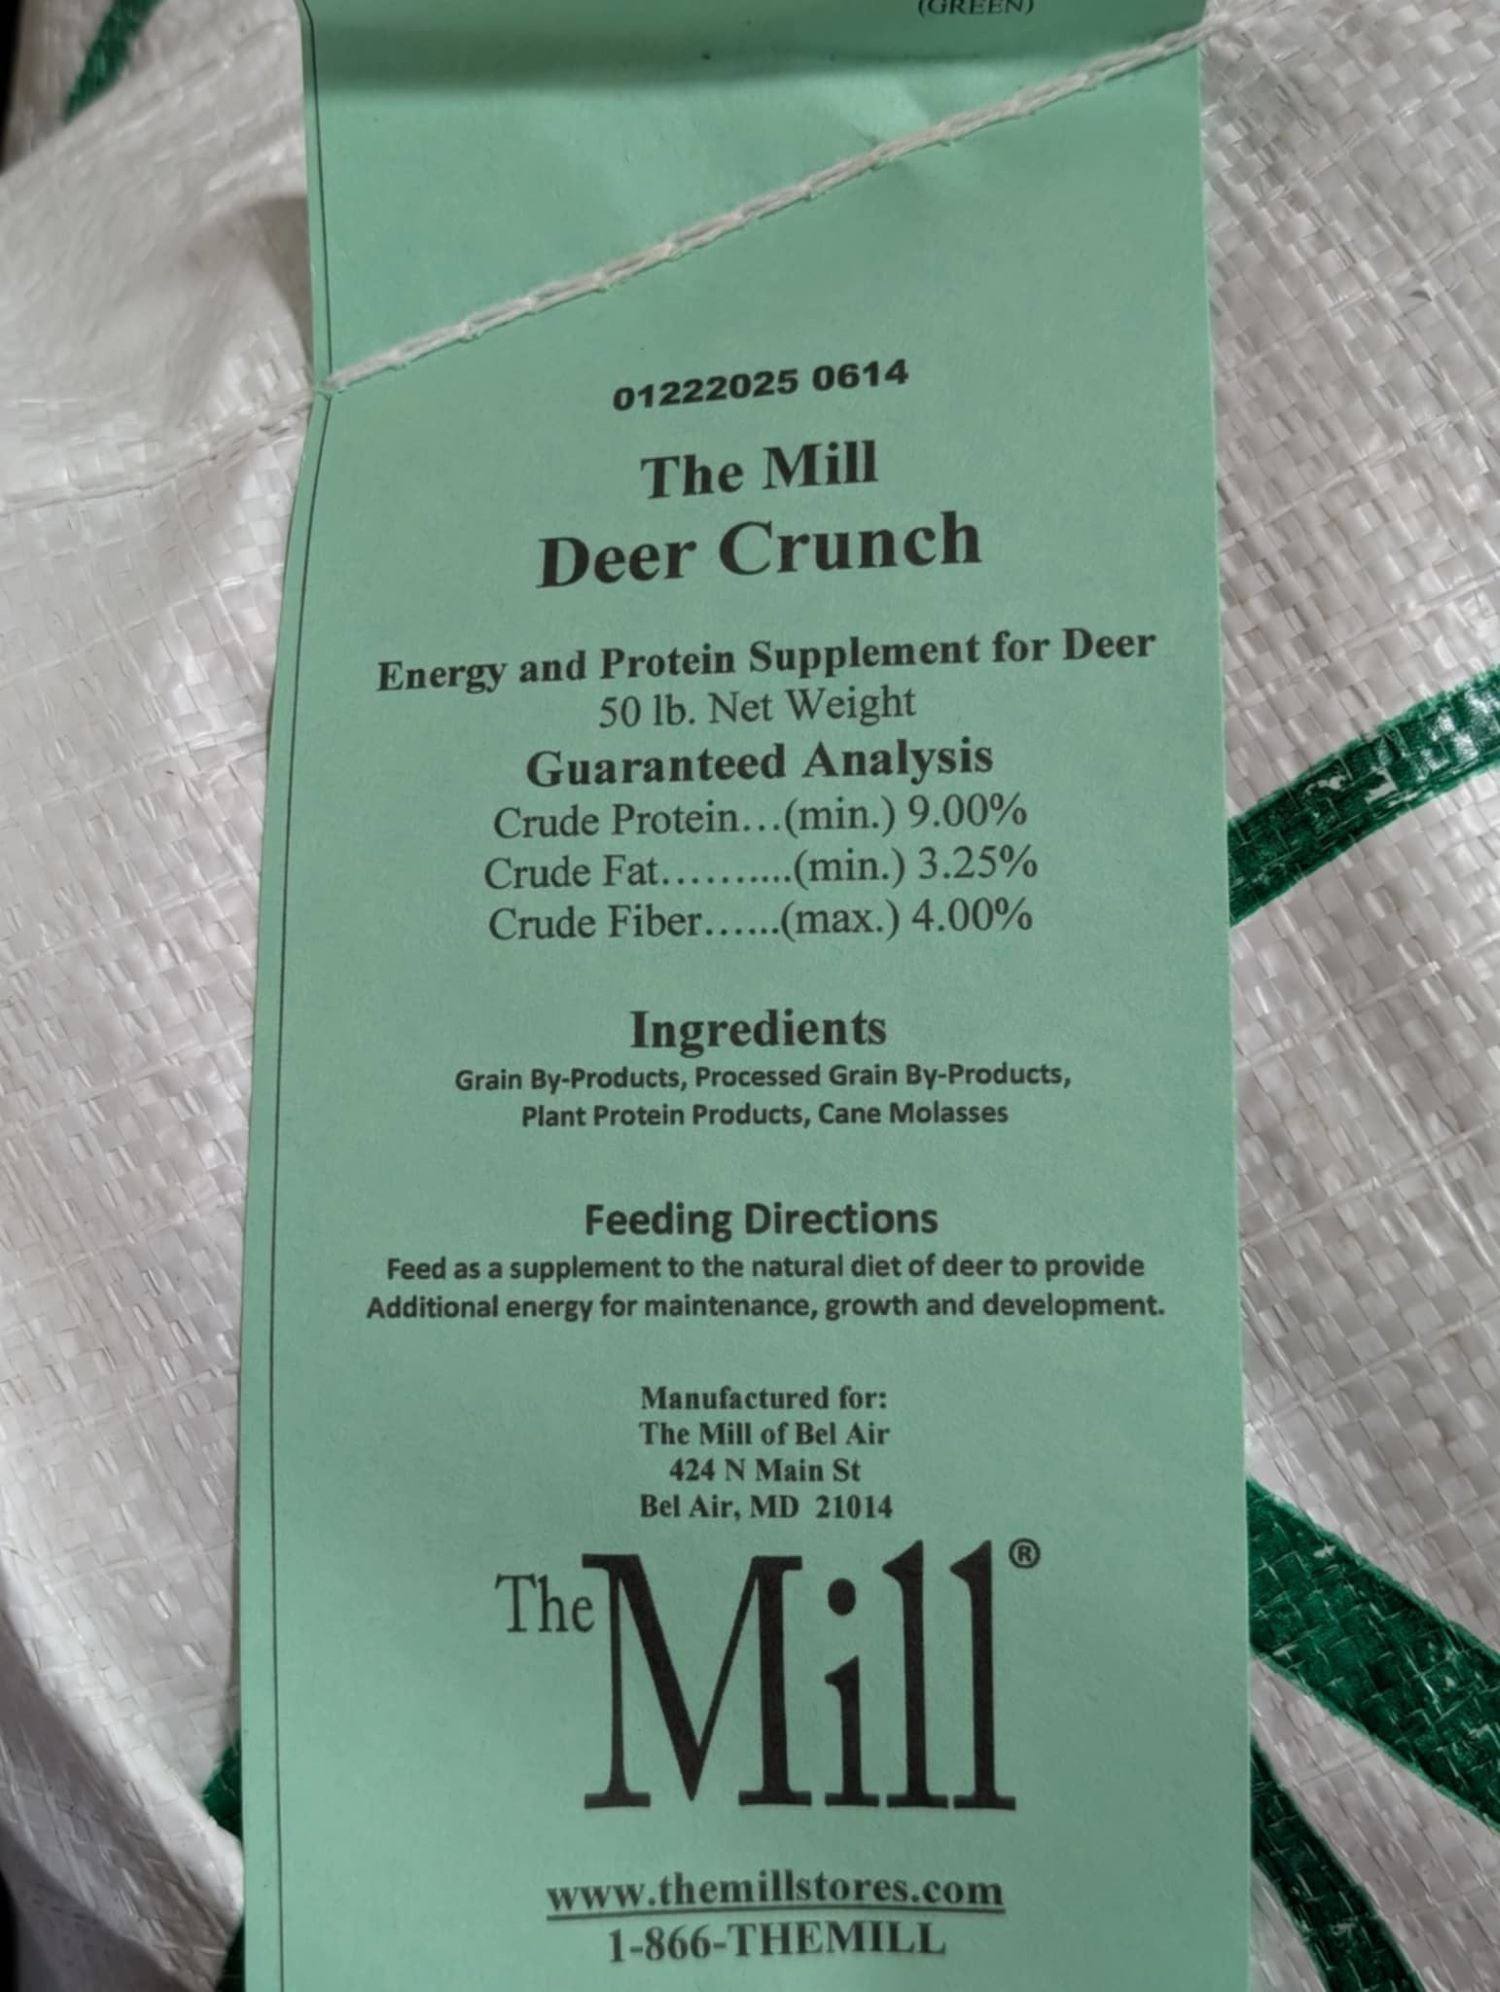 (GREEN)
01222025 0614
The Mill
Deer Crunch
Energy and Protein Supplement for Deer
50 lb. Net Weight
Guaranteed Analysis
Crude Protein...(min.) 9.00%
Crude Fat..........(min.) 3.25%
Crude Fiber......(max.) 4.00%
Ingredients
Grain By-Products, Processed Grain By-Products,
Plant Protein Products, Cane Molasses
Feeding Directions
Feed as a supplement to the natural diet of deer to provide
Additional energy for maintenance, growth and development.
Manufactured for:
The Mill of Bel Air
424 N Main St
Bel Air, MD 21014
The Mill®
www.themillstores.com
1-866-THEMILL